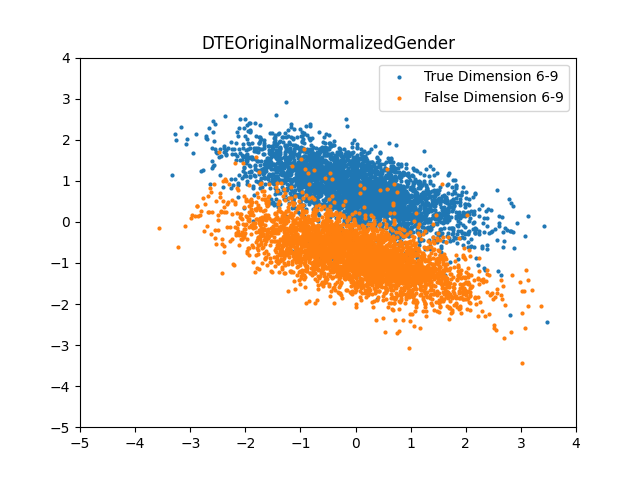 DTEOriginalNormalizedGender
True Dimension 6-9
False Dimension 6-9
4
3
2
1
0
−1
−2
−3
−4
−5
−5 −4 −3 −2 −1 0 1 2 3 4